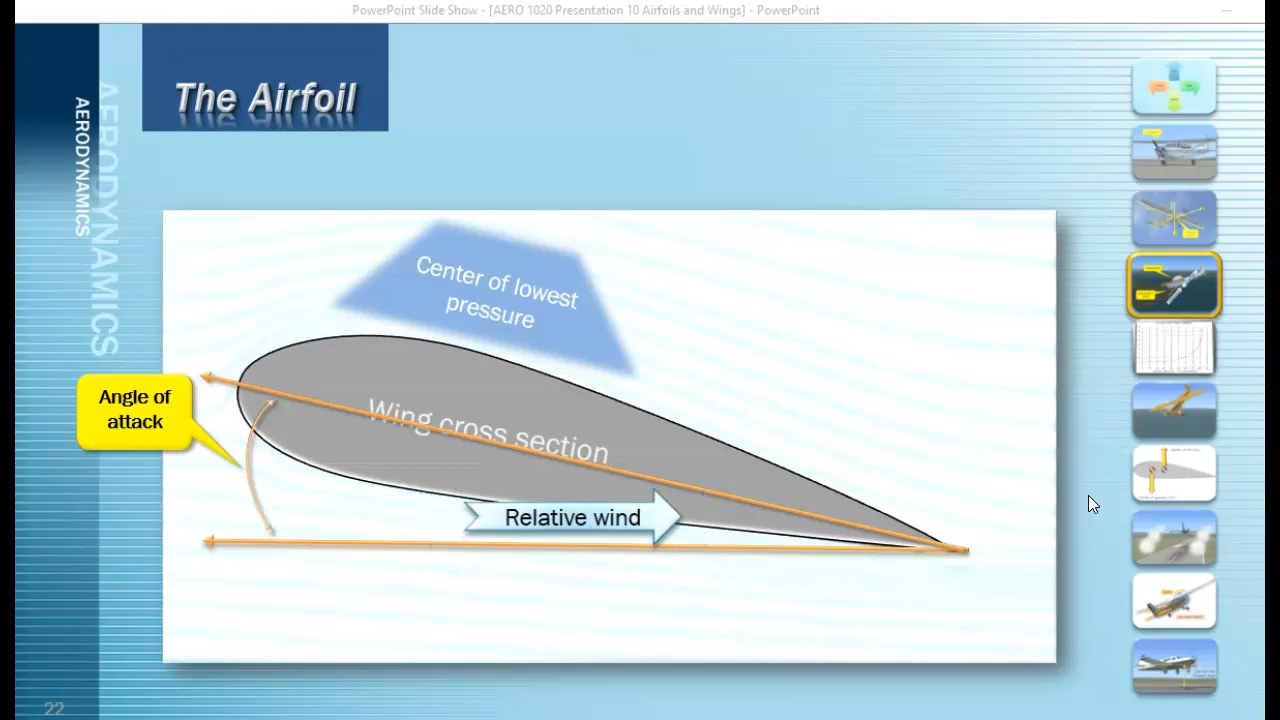 PowerPoint Slide Show - [AERO 1020 Presentation 10 Airfoils and Wings] - PowerPoint
The Airfoil
AERODYNAMICS
AERODYNAMICS
Center of lowest
pressure
Angle of
attack
Wing cross section
Relative wind
22